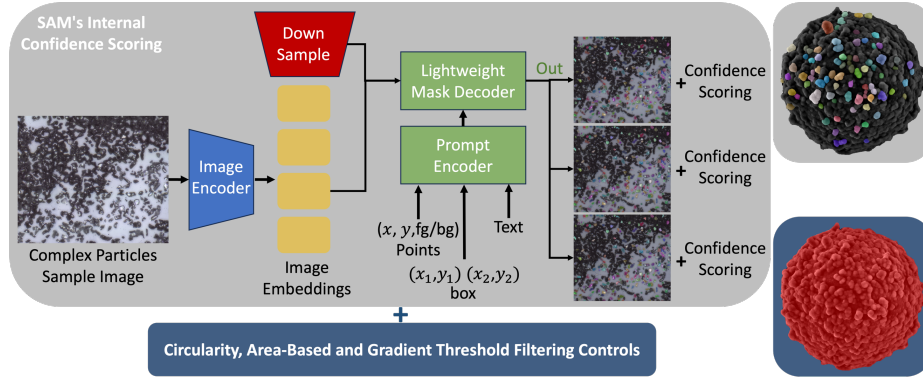 SAM's Internal
Confidence Scoring
Down
Sample
Lightweight
Mask Decoder
Out
+ Confidence
Scoring
Image
Encoder
Prompt
Encoder
+ Confidence
Scoring
(x, y,fg/bg)
Points
Text
Complex Particles
Sample Image
Image
Embeddings
(x₁,y₁) (x₂,y₂)
box
+ Confidence
Scoring
+
Circularity, Area-Based and Gradient Threshold Filtering Controls